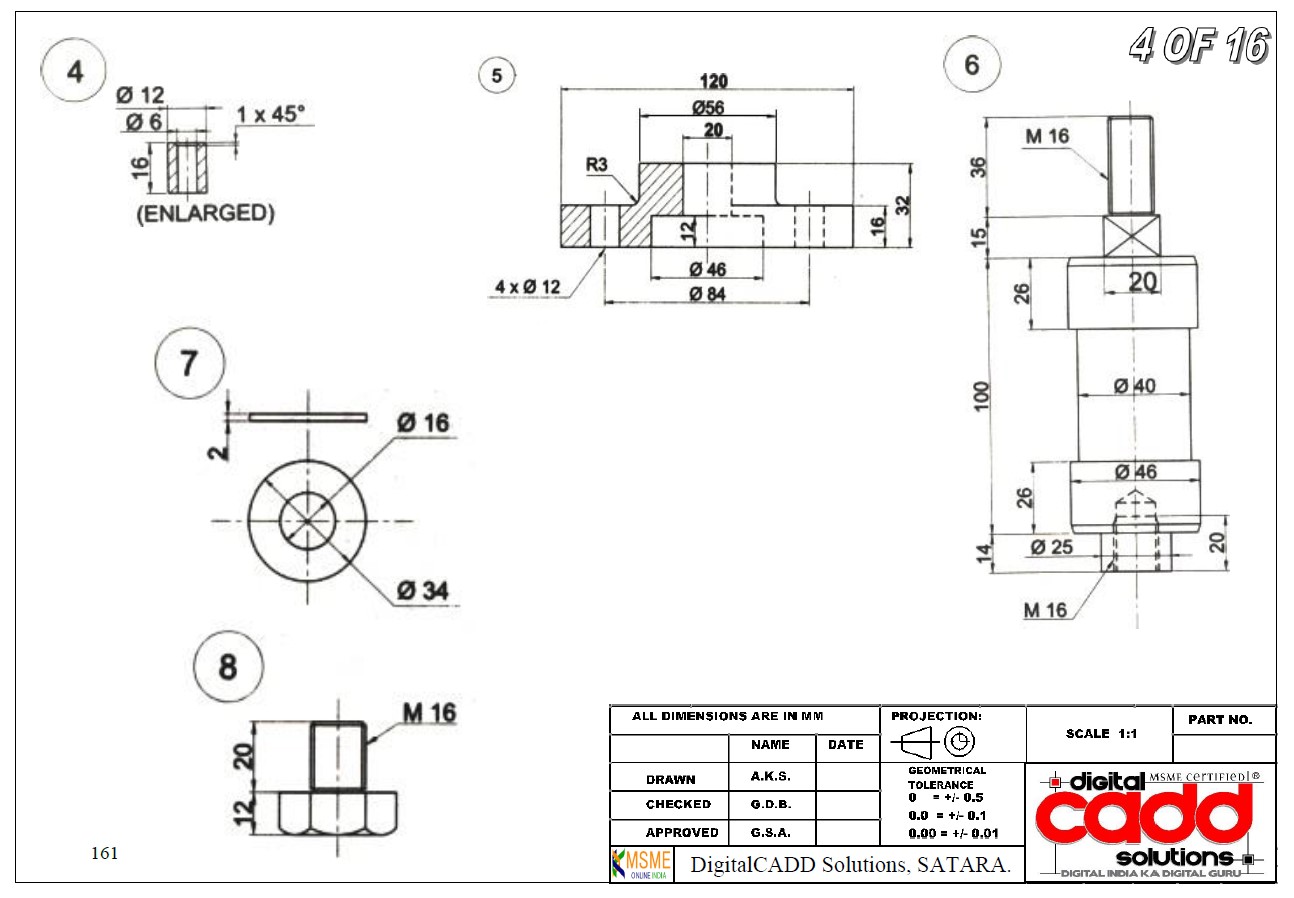 4 OF 16
4
Ø 12
Ø 6
1 x 45°
16
(ENLARGED)
5
120
Ø56
20
R3
32
16
12
Ø 46
4 x Ø 12
Ø 84
6
M 16
36
15
20
26
100
Ø 40
Ø 46
26
14
Ø 25
20
M 16
7
2
Ø 16
Ø 34
8
M 16
20
12
161
ALL DIMENSIONS ARE IN MM
NAME DATE
DRAWN A.K.S.
CHECKED G.D.B.
APPROVED G.S.A.
PROJECTION:
GEOMETRICAL
TOLERANCE
0 = +/- 0.5
0.0 = +/- 0.1
0.00 = +/- 0.01
SCALE 1:1
PART NO.
digital MSME CERTIFIED ®
cadd
solutions
DIGITAL INDIA KA DIGITAL GURU
MSME
ONLINE INDIA
DigitalCADD Solutions, SATARA.